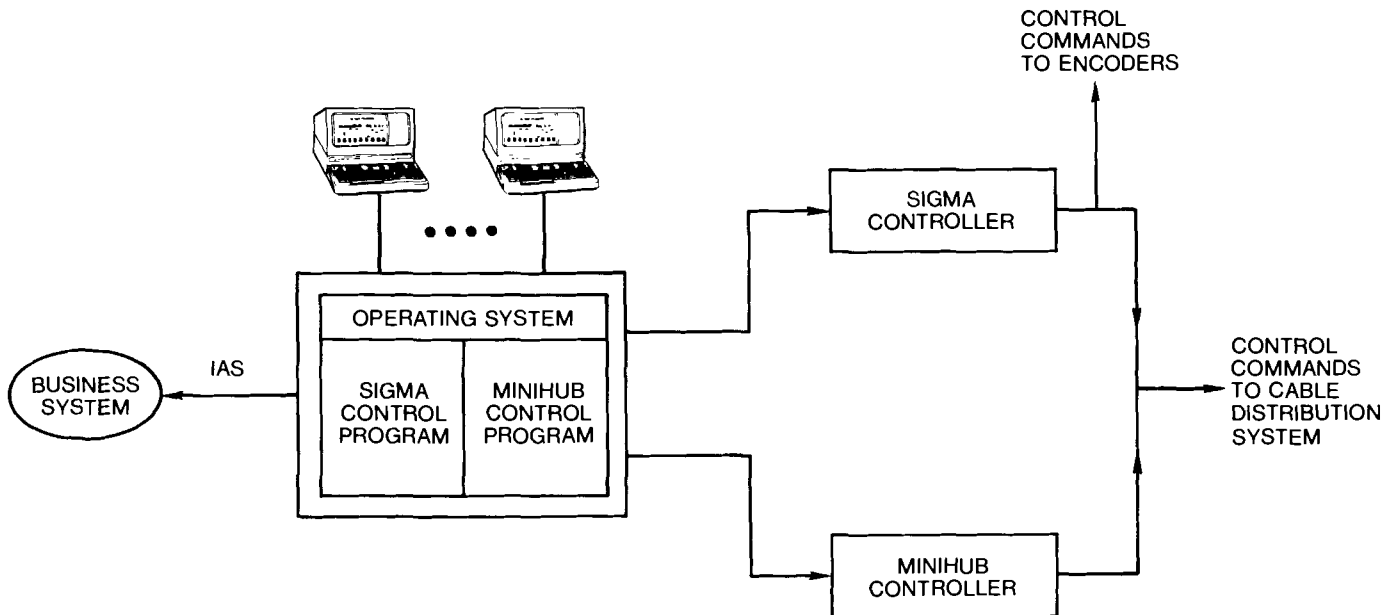 CONTROL
COMMANDS
TO ENCODERS
SIGMA
CONTROLLER
OPERATING SYSTEM
IAS
BUSINESS
SYSTEM
SIGMA
CONTROL
PROGRAM
MINIHUB
CONTROL
PROGRAM
CONTROL
COMMANDS
TO CABLE
DISTRIBUTION
SYSTEM
MINIHUB
CONTROLLER